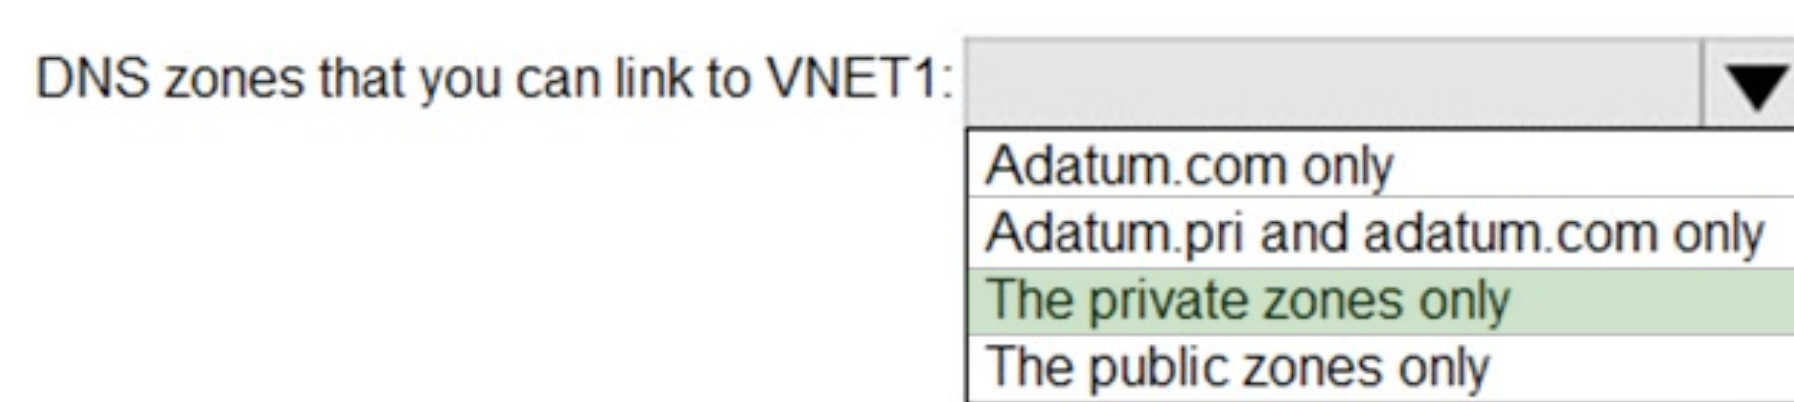 DNS zones that you can link to VNET1:
Adatum.com only
Adatum.pri and adatum.com only
The private zones only
The public zones only